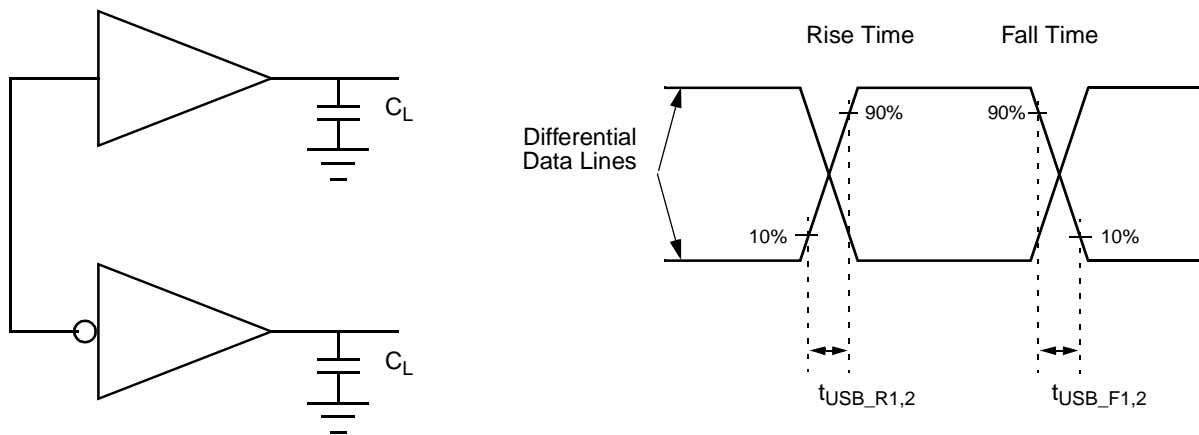 C_L
C_L
Rise Time Fall Time
Differential
Data Lines
90% 90%
10% 10%
t_USB_R1,2 t_USB_F1,2